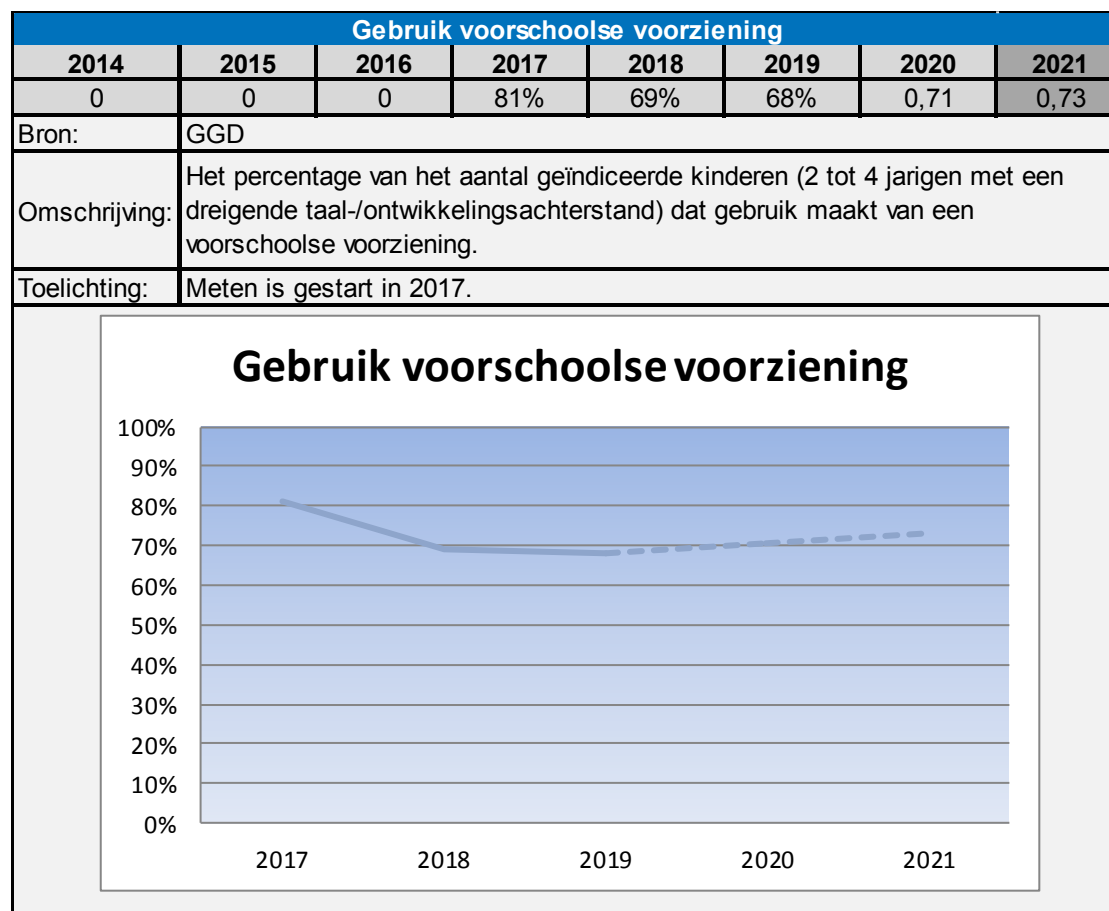 Gebruik voorschoolse voorziening
2014 2015 2016 2017 2018 2019 2020 2021
0 0 0 81% 69% 68% 0,71 0,73
Bron: GGD
Omschrijving: Het percentage van het aantal geïndiceerde kinderen (2 tot 4 jarigen met een
dreigende taal-/ontwikkelingsachterstand) dat gebruik maakt van een
voorschoolse voorziening.
Toelichting: Meten is gestart in 2017.
Gebruik voorschoolse voorziening
100%
90%
80%
70%
60%
50%
40%
30%
20%
10%
0%
2017 2018 2019 2020 2021